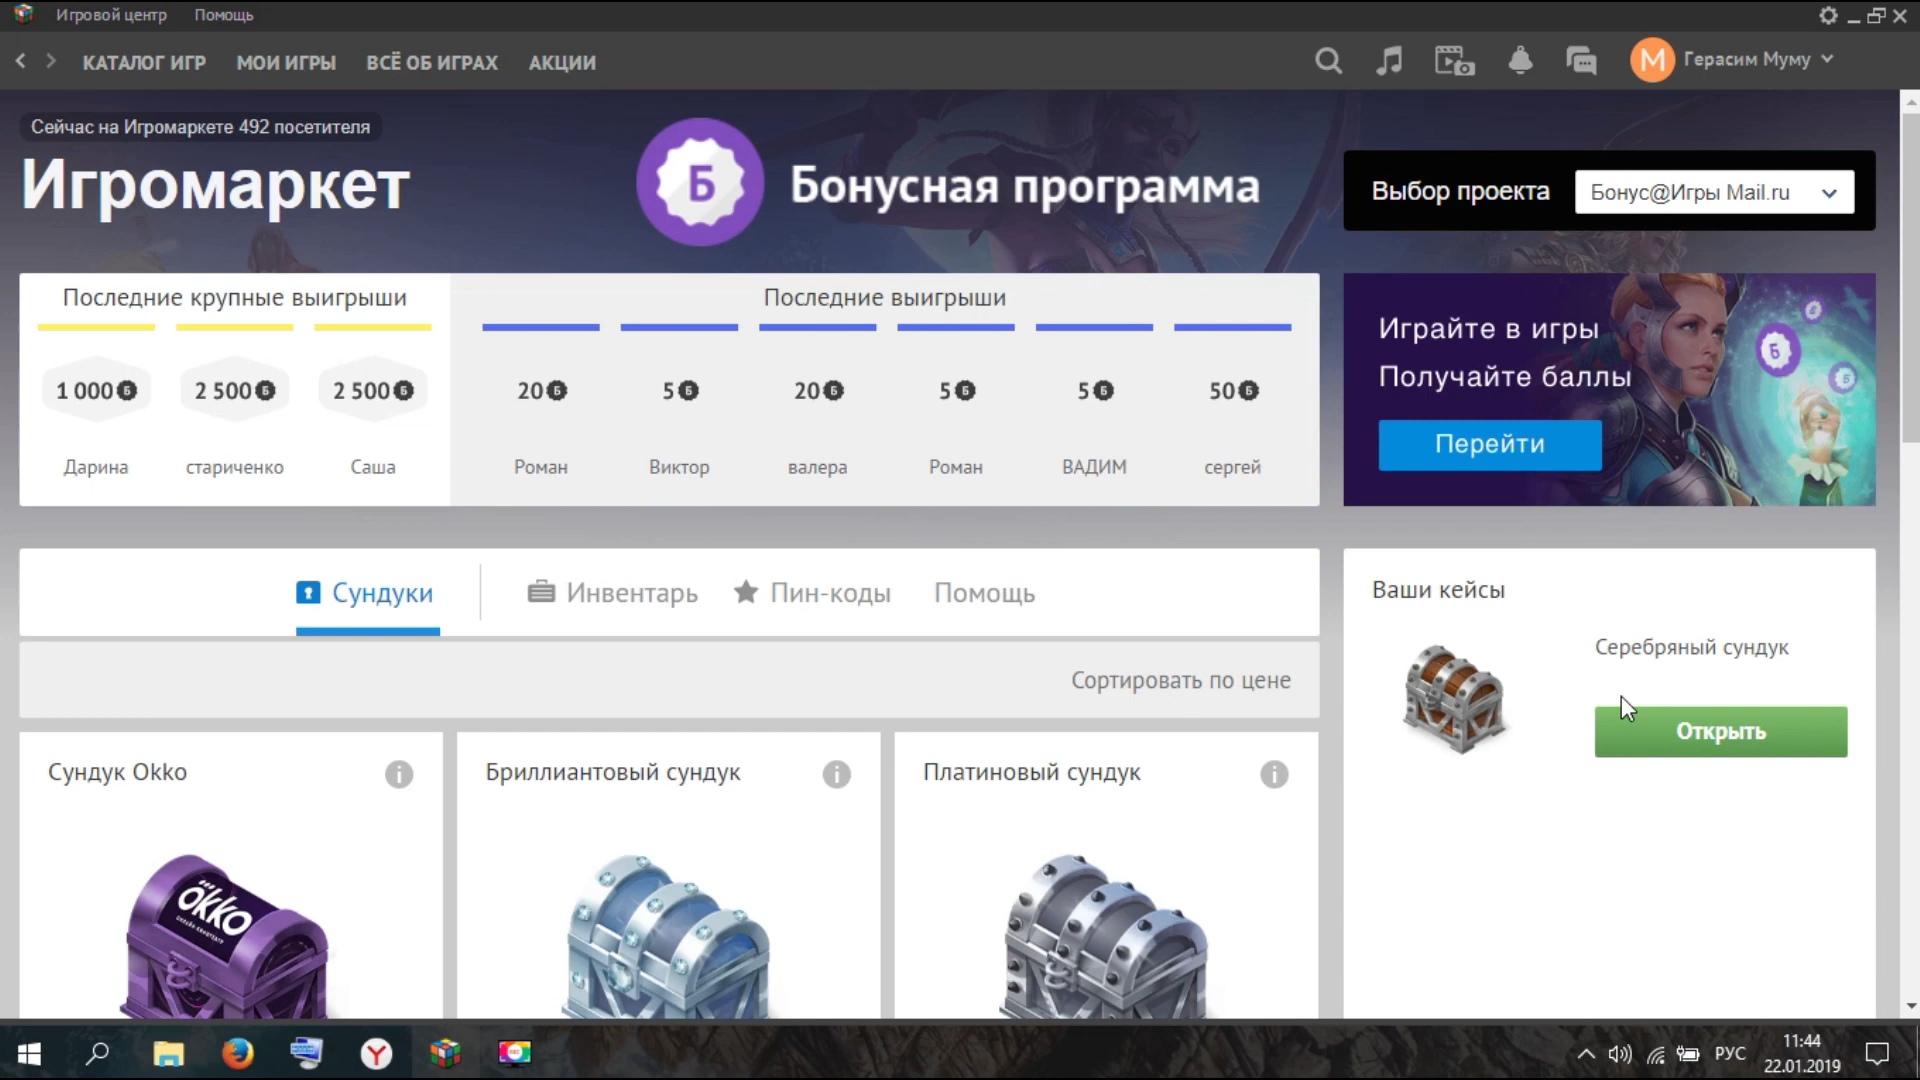 Игровой центр Помощь
КАТАЛОГ ИГР МОИ ИГРЫ ВСЁ ОБ ИГРАХ АКЦИИ М Герасим Муму
Сейчас на Игромаркете 492 посетителя
Игромаркет
Б Бонусная программа
Выбор проекта Бонус@Игры Mail.ru
Последние крупные выигрыши
1 000 Б 2 500 Б 2 500 Б
Дарина стариченко Саша
Последние выигрыши
20 Б 5 Б 20 Б 5 Б 5 Б 50 Б
Роман Виктор валера Роман ВАДИМ сергей
Играйте в игры
Получайте баллы
Перейти
Б
Сундуки Инвентарь Пин-коды Помощь
Сортировать по цене
Ваши кейсы
Серебряный сундук
Открыть
Сундук Okko i
Бриллиантовый сундук i
Платиновый сундук i
ökko
РУС
11:44
22.01.2019